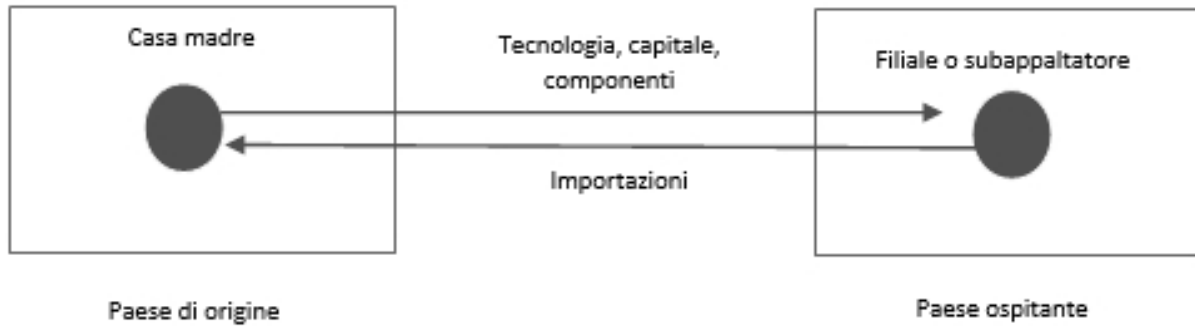 Casa madre
Tecnologia, capitale,
componenti
Filiale o subappaltatore
Importazioni
Paese di origine
Paese ospitante